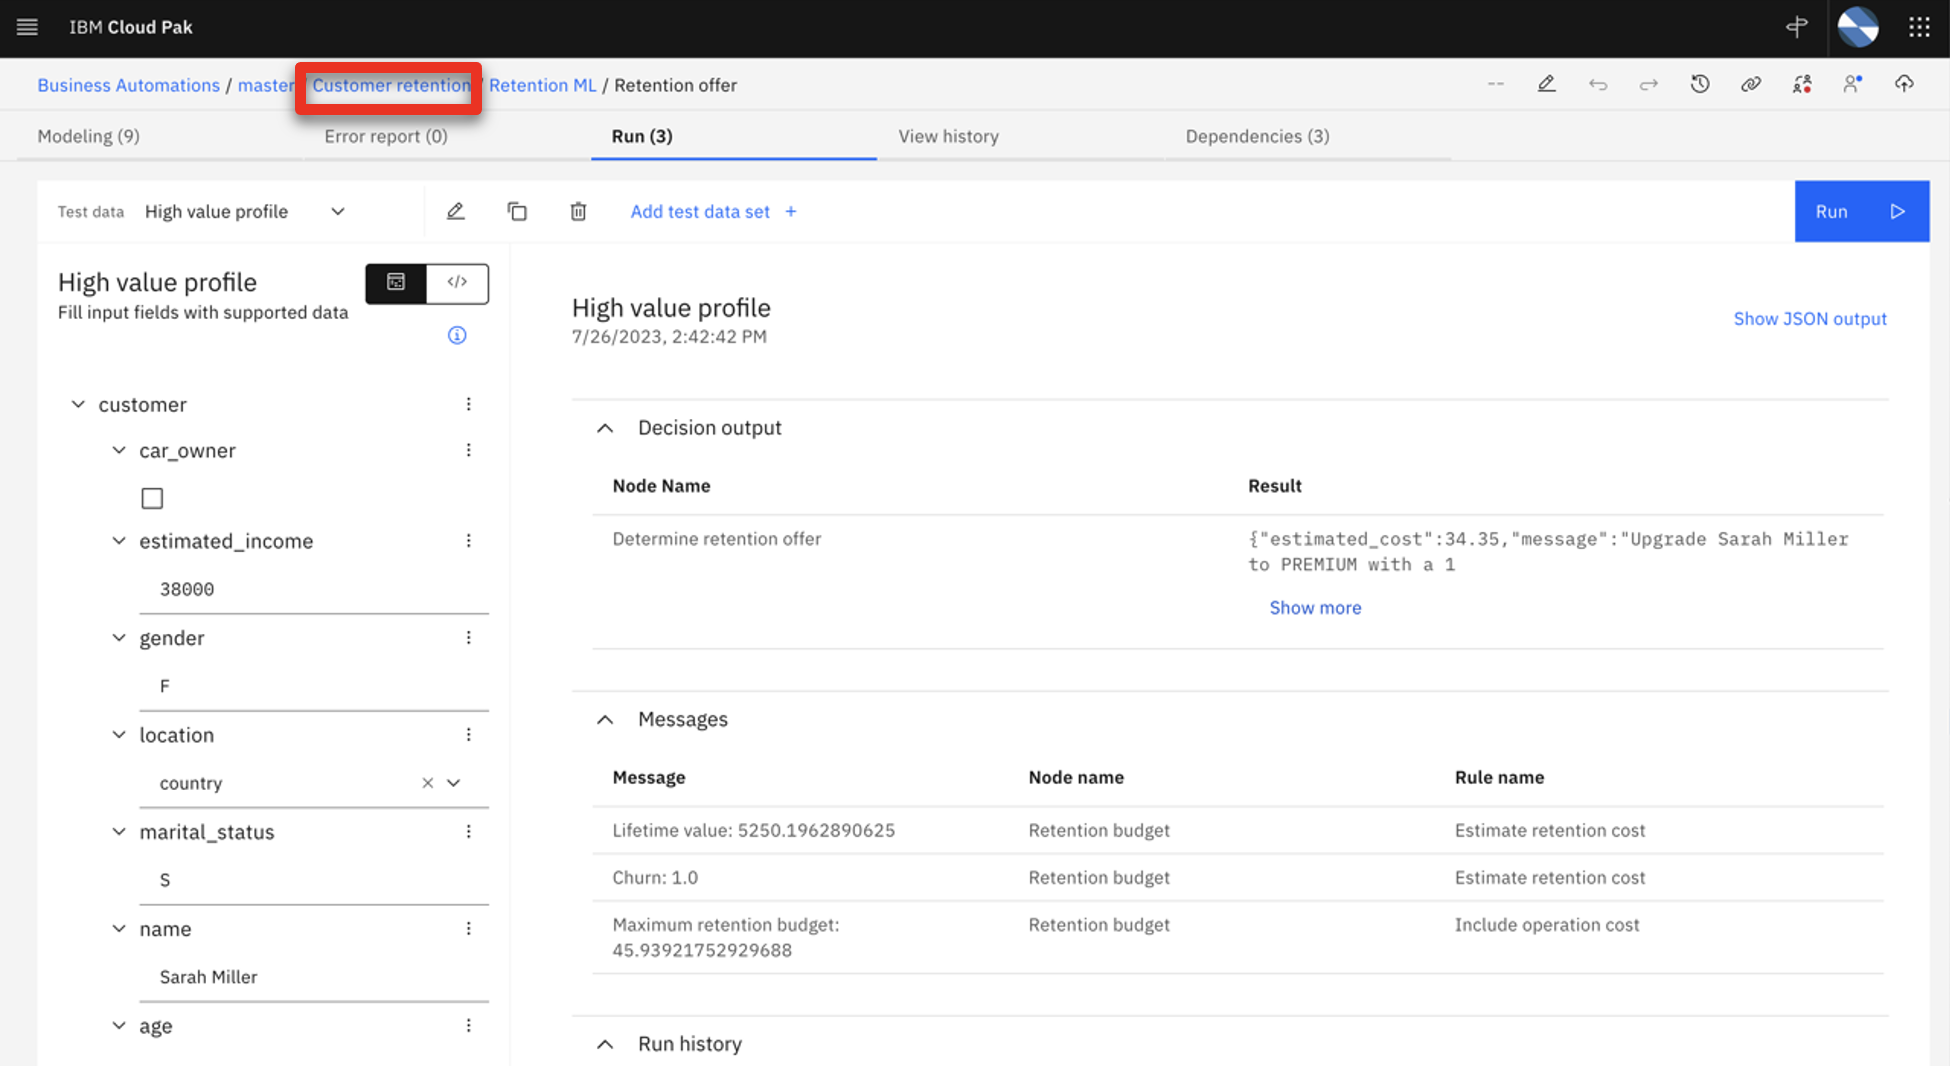 IBM Cloud Pak
Business Automations / master / Customer retention / Retention ML / Retention offer
--
Modeling (9)
Error report (0)
Run (3)
View history
Dependencies (3)
Test data
High value profile
Add test data set +
Run
High value profile
</>
Fill input fields with supported data
customer
car_owner
estimated_income
38000
gender
F
location
country
marital_status
S
name
Sarah Miller
age
High value profile
7/26/2023, 2:42:42 PM
Show JSON output
Decision output
Node Name Result
Determine retention offer
{"estimated_cost":34.35,"message":"Upgrade Sarah Miller
to PREMIUM with a 1
Show more
Messages
Message Node name Rule name
Lifetime value: 5250.1962890625 Retention budget Estimate retention cost
Churn: 1.0 Retention budget Estimate retention cost
Maximum retention budget: Retention budget Include operation cost
45.93921752929688
Run history